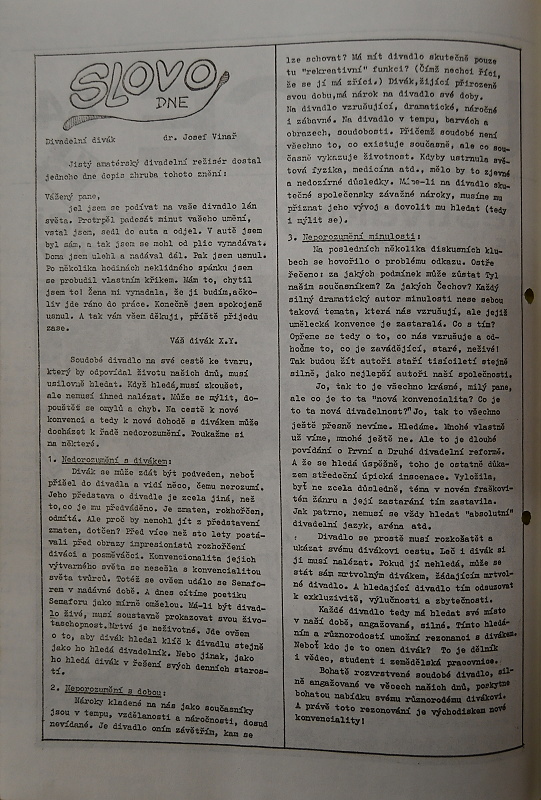 SLOVO
DNE
Divadelní divák dr. Josef Vinař
Jistý amatérský divadelní režisér dostal
jednoho dne dopis zhruba tohoto znění:
Vážený pane,
jel jsem se podívat na vaše divadlo lán
světa. Protrpěl padesát minut vašeho umění,
vstal jsem, sedl do auta a odjel. V autě jsem
byl sám, a tak jsem se mohl od plic vynadávat.
Doma jsem ulehl a nadával dál. Pak jsem usnul.
Po několika hodinách neklidného spánku jsem
se probudil vlastním křikem. Mám to, chytil
jsem to! Žena mi vynadala, že ji budím, ačko-
liv jde ráno do práce. Konečně jsem spokojeně
usnul. A tak vám všem děkuji, příště přijedu
zase.
Váš divák X.Y.
Soudobé divadlo na své cestě ke tvaru,
který by odpovídal životu našich dnů, musí
usilovně hledat. Když hledá, musí zkoušet,
ale nemusí ihned nalézat. Může se mýlit, do-
pouštět se omylů a chyb. Na cestě k nové
konvenci a tedy k nové dohodě s divákem může
docházet k řadě nedorozumění. Poukažme si
na některé.
1. Nedorozumění s divákem:
Divák se může zdát být podveden, neboť
přišel do divadla a vidí něco, čemu nerozumí.
Jeho představa o divadle je zcela jiná, než
to, co je mu předváděno. Je zmaten, rozhořčen,
odmítá. Ale proč by nenohl jít z představení
zmaten, dotčen? Před více než sto lety postá-
vali před obrazy impresionistů rozhořčení
diváci a posměváčci. Konvencionalita jejich
výtvarného světa se nesešla s konvencialitou
světa tvůrců. Totéž se ovšem událo se Semafo-
rem v nadávné době. A dnes cítíme poetiku
Semaforu jako mírně omšelou. Má-li být divad-
lo živé, musí soustavně prokazovat svou živo-
taschopnost. Mrtvé je neživotné. Jde ovšem
o to, aby divák hledal klíč k divadlu stejně
jako ho hledá divadelník. Nebo jinak, jako
ho hledá divák v řešení svých denních staros-
tí.
2. Neporozumění s dobou:
Nároky kladené na nás jako současníky
jsou v tempu, vzdělanosti a náročnosti, dosud
nevídané. Je divadlo oním závětřím, kam se
lze schovat? Má mít divadlo skutečně pouze
tu "rekreativní" funkci? (Čímž nechci říci,
že se jí má zříci.) Divák, žijící přirozeně
svou dobu, má nárok na divadlo své doby.
Na divadlo vzrušující, dramatické, náročné
i zábavné. Na divadlo v tempu, barvách a
obrazech, soudobosti. Přičemž soudobé není
všechno to, co existuje současně, ale co sou-
časně vykazuje životnost. Kdyby ustrnula svě-
tová fyzika, medicína atd., mělo by to zjevné
a nedozírné důsledky. Máme-li na divadlo sku-
tečně společensky závažné nároky, musíme mu
přiznat jeho vývoj a dovolit mu hledat (tedy
i mýlit se).
3. Neporozumění minulosti:
Na posledních několika diskusních klu-
bech se hovořilo o problému odkazu. Ostře
řečeno: za jakých podmínek může zůstat Tyl
našim současníkem? Za jakých Čechov? Každý
silný dramatický autor minulosti nese sebou
taková temata, která nás vzrušují, ale jejíž
umělecká konvence je zastaralá. Co s tím?
Opřeme se tedy o to, co nás vzrušuje a od-
hoďme to, co je zavádějící, staré, neživé!
Tak budou žít autoři staří tisíciletí stejně
silně, jako nejlepší autoři naší společnosti.
Jo, tak to je všechno krásné, milý pane,
ale co je to ta "nová konvencialita? Co je
to ta nová divadelnost?" Jo, tak to všechno
ještě přesně nevíme. Hledáme. Mnohé vlastně
už víme, mnohé ještě ne. Ale to je dlouhé
povídání o První a Druhé divadelní reformě.
A že se hledá úspěšně, toho je ostatně důka-
zem středeční úpická inscenace. Vyložila,
byť ne zcela důsledně, téma v novém fraškovi-
tém žánru a její zastarání tím zastavila.
Jak patrno, nemusí se vždy hledat "absolutní"
divadelní jazyk, aréna atd.
Divadlo se prostě musí rozkošatět a
ukázat svému divákovi cestu. Leč i divák si
ji musí nalézat. Pokud jí nehledá, může se
stát sám mrtvolným divákem, žádajícím mrtvol-
né divadlo. A hledající divadlo tím odsuzovat
k exkluzivitě, výlučnosti a zbytečnosti.
Každé divadlo tedy má hledat své místo
v naší době, angažovaně, silně. Tímto hledá-
ním a různorodostí umožní rezonanci s divákem.
Neboť kdo je to onen divák? To je dělník
i vědec, student i zemědělská pracovnice.
Bohatě rozvrstvené soudobé divadlo, sil-
ně angažované ve věcech našich dnů, poskytne
bohatou nabídku svému různorodému divákovi.
A právě toto rezonování je východiskem nové
konvenciality!